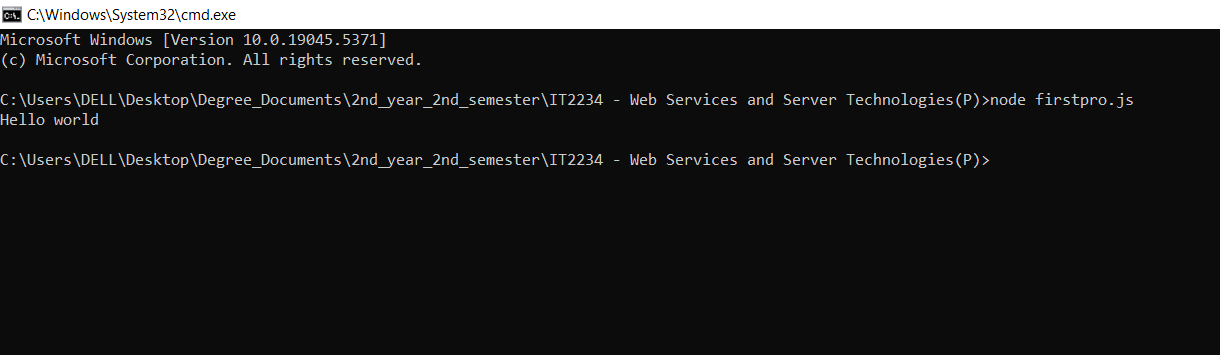 C:\Windows\System32\cmd.exe
Microsoft Windows [Version 10.0.19045.5371]
(c) Microsoft Corporation. All rights reserved.
C:\Users\DELL\Desktop\Degree_Documents\2nd_year_2nd_semester\IT2234 - Web Services and Server Technologies(P)>node firstpro.js
Hello world
C:\Users\DELL\Desktop\Degree_Documents\2nd_year_2nd_semester\IT2234 - Web Services and Server Technologies(P)>